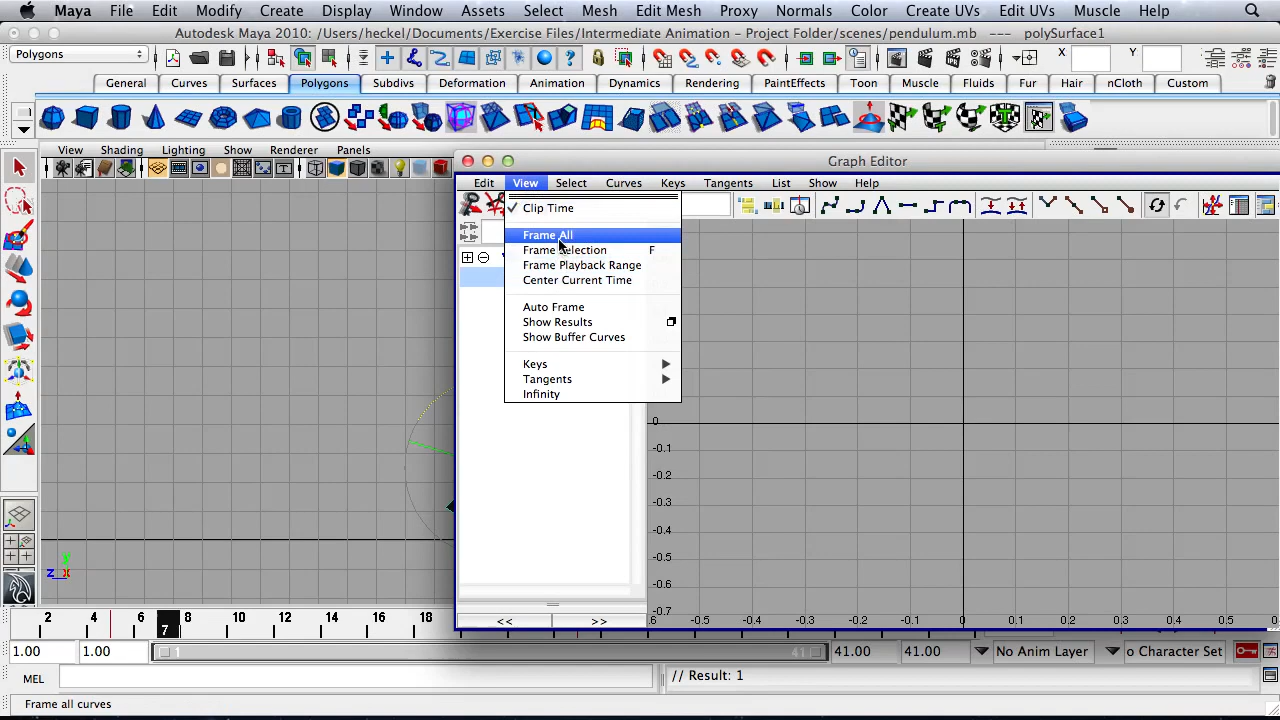 Maya File Edit Modify Create Display Window Assets Select Mesh Edit Mesh Proxy Normals Color Create UVs Edit UVs Muscle Help
Autodesk Maya 2010: /Users/heckel/Documents/Exercise Files/Intermediate Animation - Project Folder/scenes/pendulum.mb --- polySurface1
Polygons X Y
General Curves Surfaces Polygons Subdivs Deformation Animation Dynamics Rendering PaintEffects Toon Muscle Fluids Fur Hair nCloth Custom
View Shading Lighting Show Renderer Panels
Graph Editor
Edit View Select Curves Keys Tangents List Show Help
Clip Time
Frame All
Frame Selection F
Frame Playback Range
Center Current Time
Auto Frame
Show Results
Show Buffer Curves
Keys
Tangents
Infinity
0
-0.1
-0.2
-0.3
-0.4
-0.5
-0.6
-0.7
.6 -0.5 -0.4 -0.3 -0.2 -0.1 0 0.1 0.2 0.3 0.4 0.5
<< >>
y
z x
2 4 6 8 10 12 14 16 18
7
1.00 1.00 1 41 41.00 41.00 No Anim Layer o Character Set
MEL // Result: 1
Frame all curves